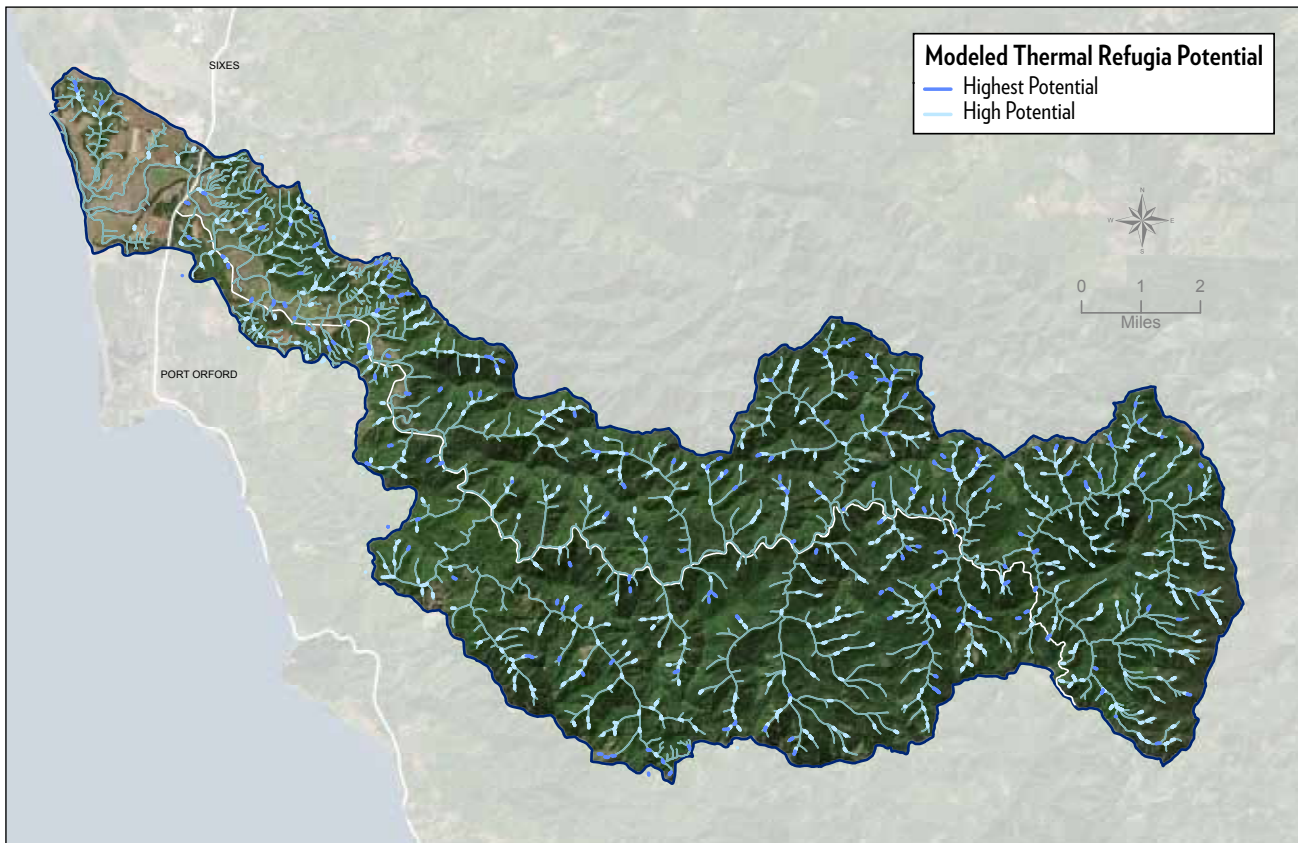 SIXES
Modeled Thermal Refugia Potential
Highest Potential
High Potential
N
W E
S
0 1 2
Miles
PORT ORFORD